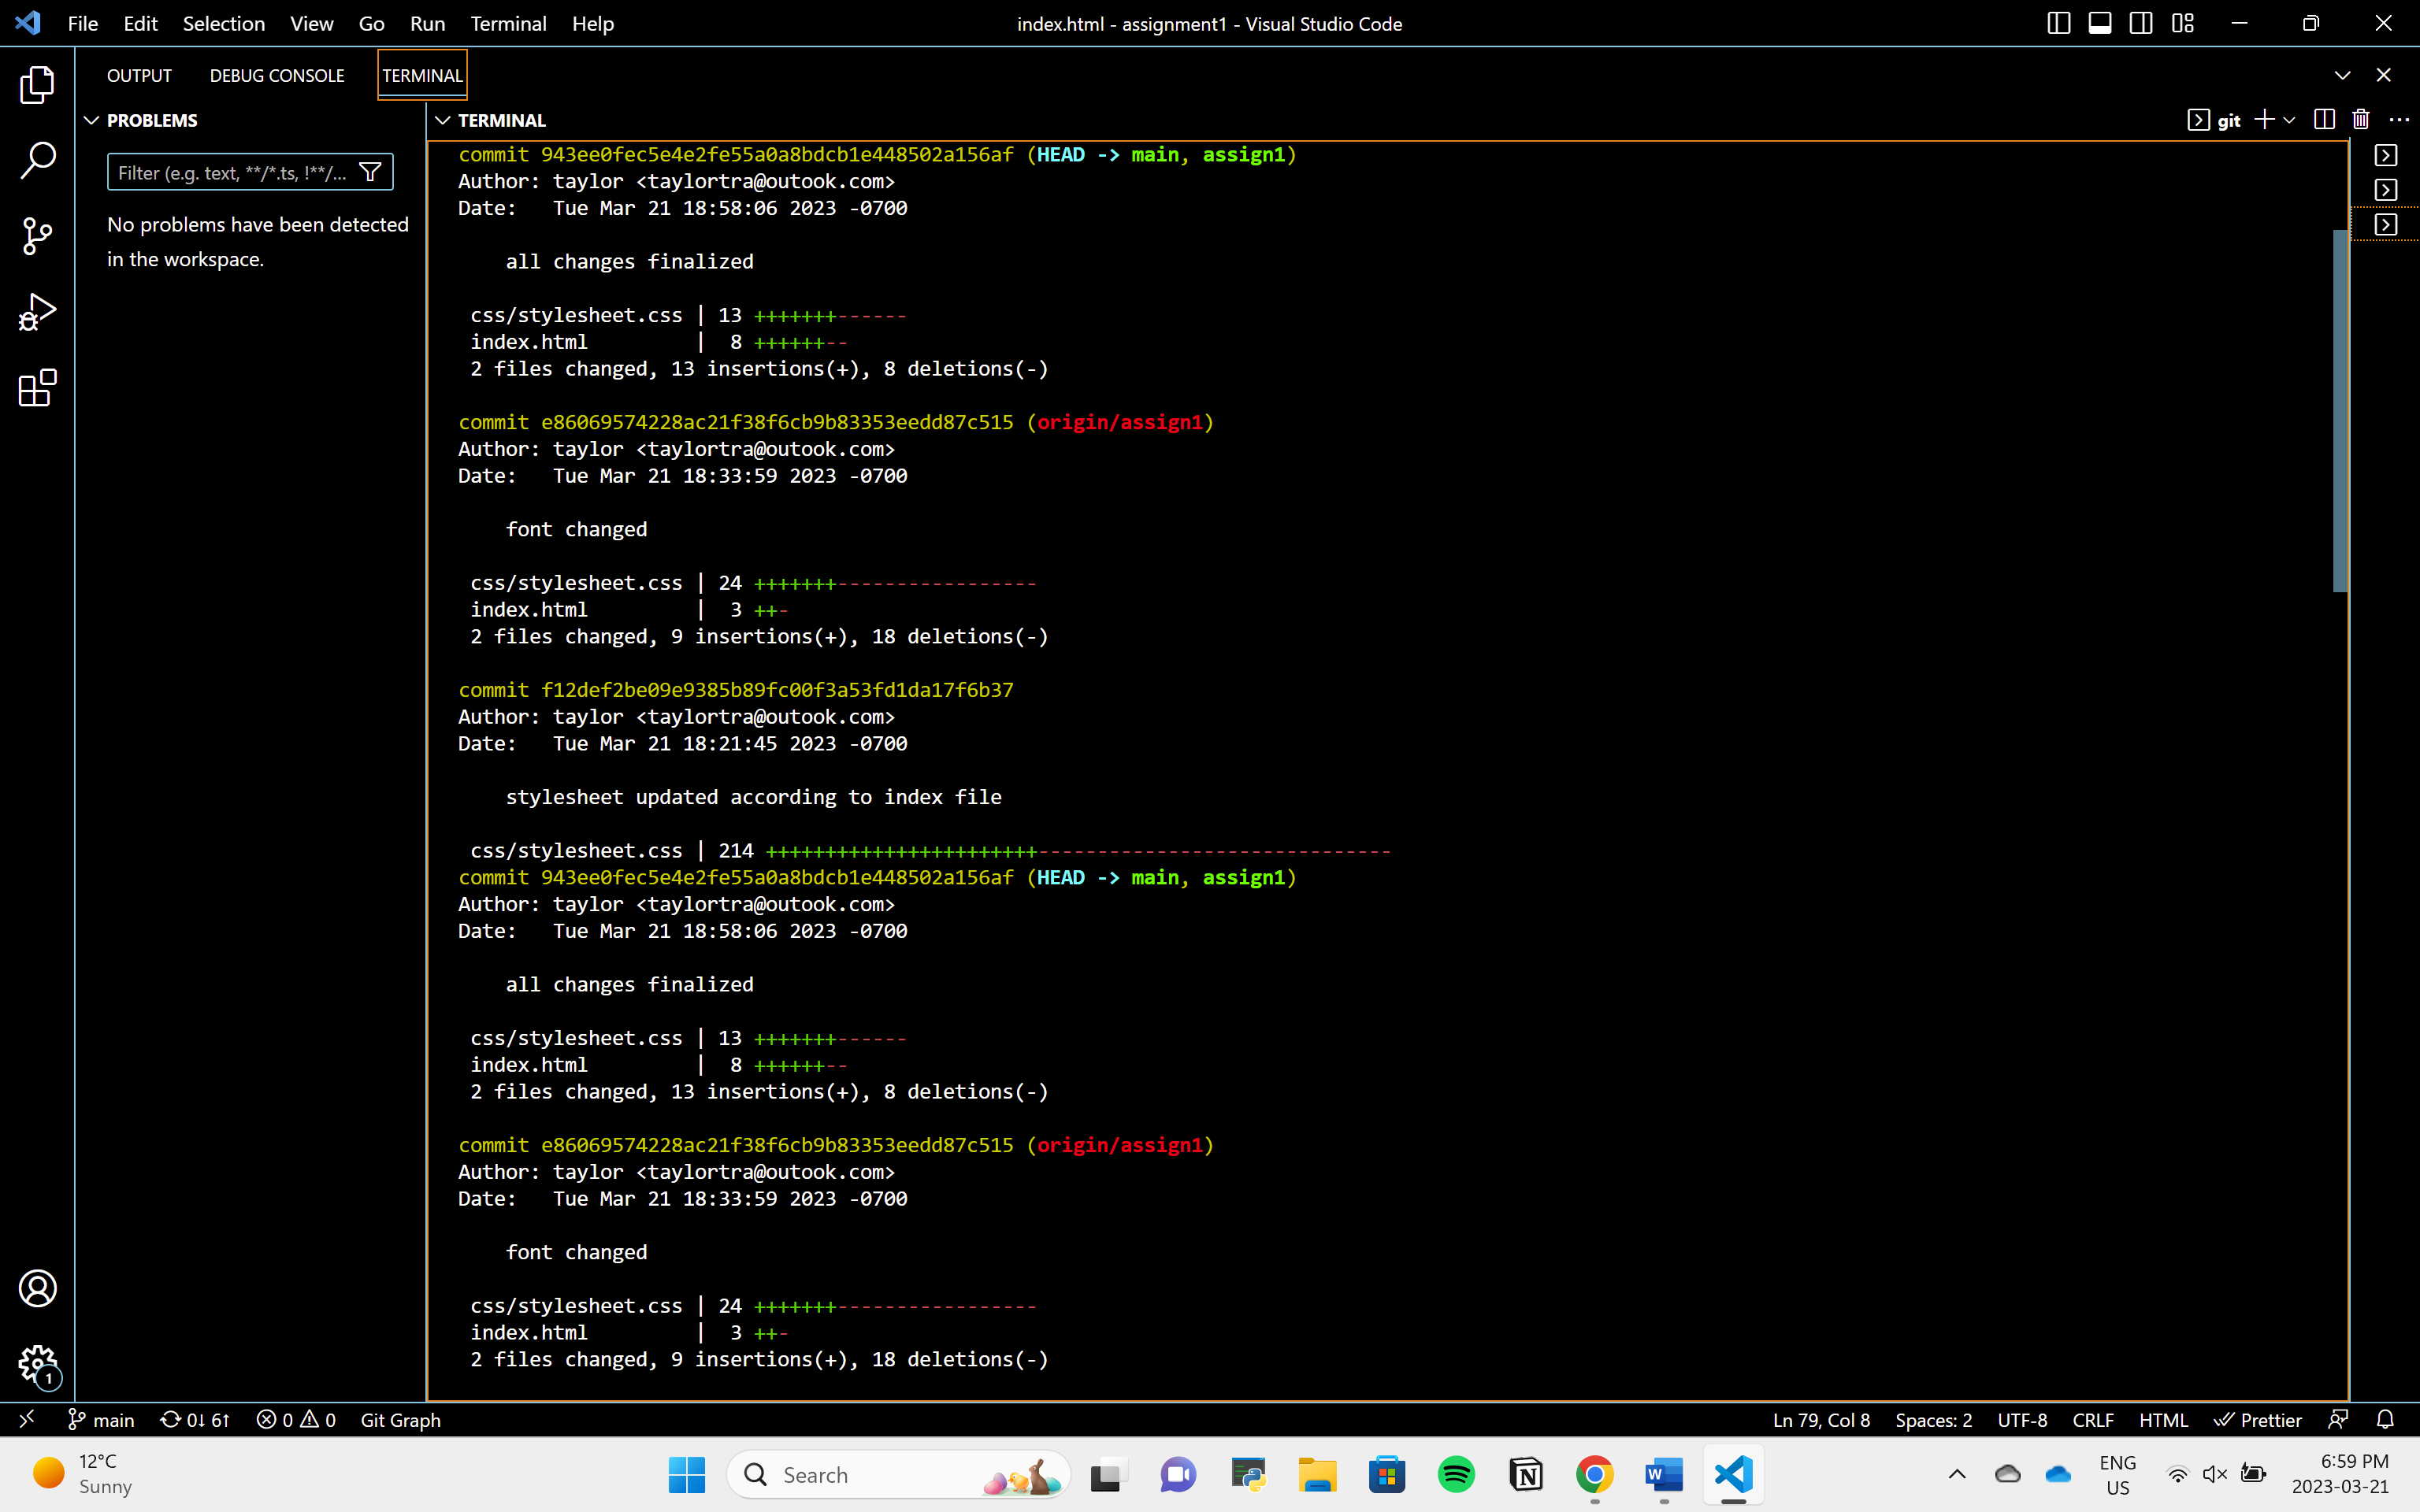 File Edit Selection View Go Run Terminal Help
index.html - assignment1 - Visual Studio Code
OUTPUT DEBUG CONSOLE TERMINAL
PROBLEMS
Filter (e.g. text, **/*.ts, !**/...
No problems have been detected
in the workspace.
TERMINAL
git
commit 943ee0fec5e4e2fe55a0a8bdcb1e448502a156af (HEAD -> main, assign1)
Author: taylor <taylortra@outook.com>
Date:   Tue Mar 21 18:58:06 2023 -0700
all changes finalized
css/stylesheet.css | 13 +++++++------
index.html         |  8 ++++++--
2 files changed, 13 insertions(+), 8 deletions(-)
commit e86069574228ac21f38f6cb9b83353eedd87c515 (origin/assign1)
Author: taylor <taylortra@outook.com>
Date:   Tue Mar 21 18:33:59 2023 -0700
font changed
css/stylesheet.css | 24 +++++++-----------------
index.html         |  3 ++-
2 files changed, 9 insertions(+), 18 deletions(-)
commit f12def2be09e9385b89fc00f3a53fd1da17f6b37
Author: taylor <taylortra@outook.com>
Date:   Tue Mar 21 18:21:45 2023 -0700
stylesheet updated according to index file
css/stylesheet.css | 214 +++++++++++++++++++++++------------------------------
commit 943ee0fec5e4e2fe55a0a8bdcb1e448502a156af (HEAD -> main, assign1)
Author: taylor <taylortra@outook.com>
Date:   Tue Mar 21 18:58:06 2023 -0700
all changes finalized
css/stylesheet.css | 13 +++++++------
index.html         |  8 ++++++--
2 files changed, 13 insertions(+), 8 deletions(-)
commit e86069574228ac21f38f6cb9b83353eedd87c515 (origin/assign1)
Author: taylor <taylortra@outook.com>
Date:   Tue Mar 21 18:33:59 2023 -0700
font changed
css/stylesheet.css | 24 +++++++-----------------
index.html         |  3 ++-
2 files changed, 9 insertions(+), 18 deletions(-)
1
main 0↓ 6↑ 0 0 Git Graph
Ln 79, Col 8 Spaces: 2 UTF-8 CRLF HTML Prettier
12°C
Sunny
Search
ENG
US
6:59 PM
2023-03-21